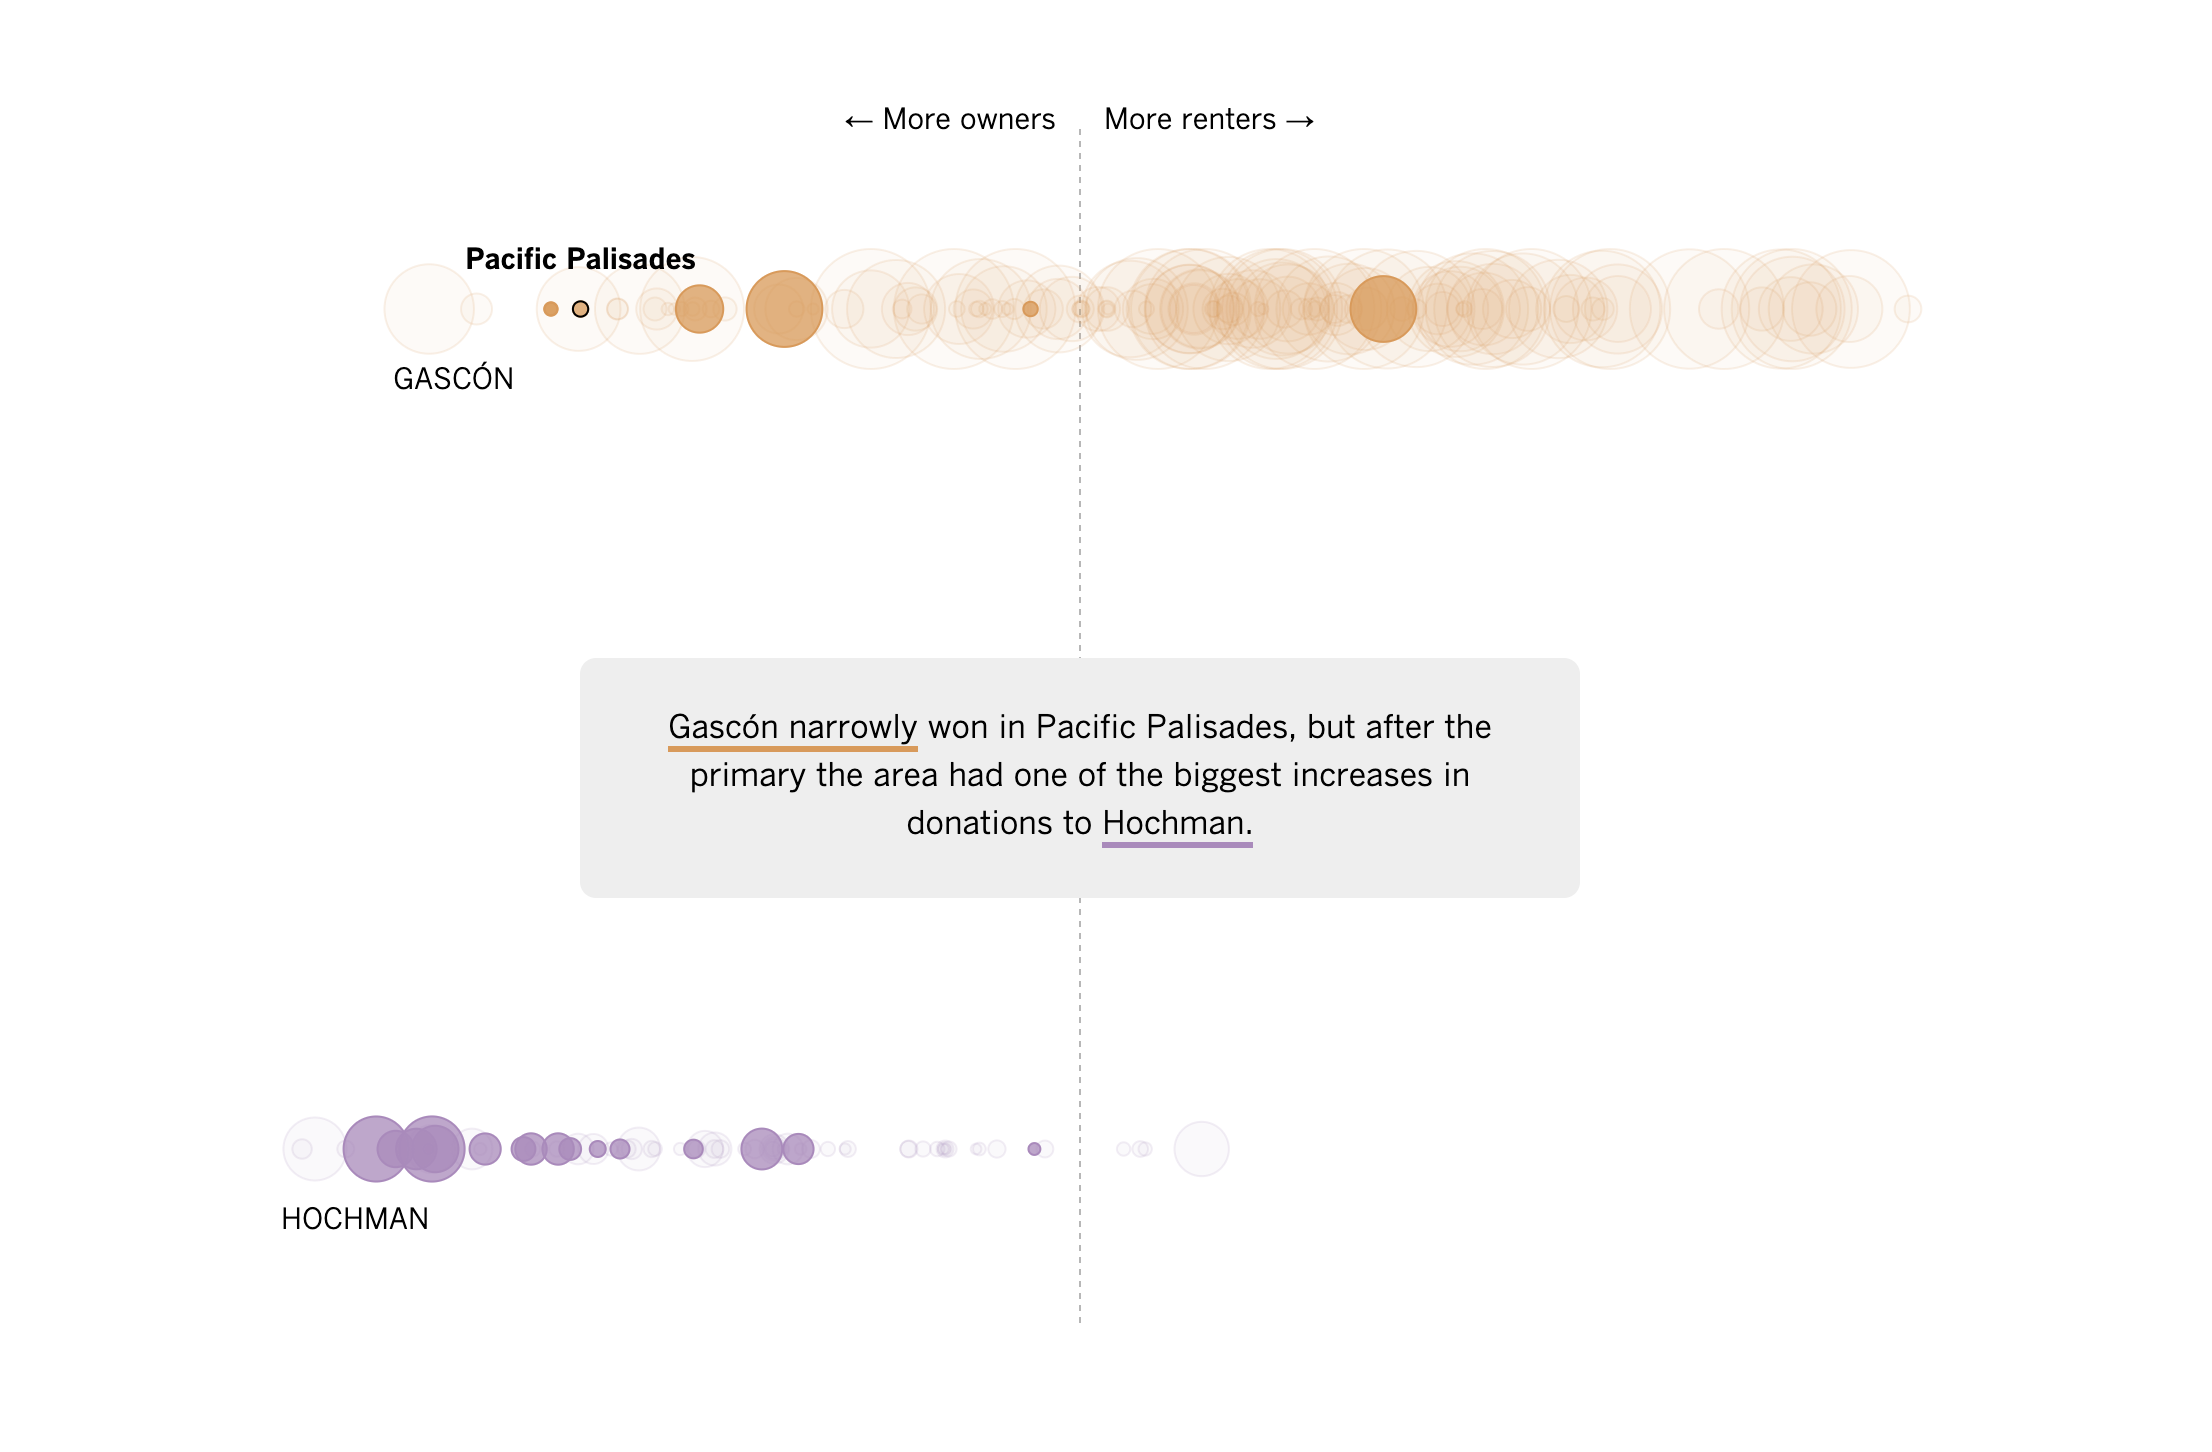 ← More owners
More renters →
Pacific Palisades
GASCÓN
Gascón narrowly won in Pacific Palisades, but after the
primary the area had one of the biggest increases in
donations to Hochman.
HOCHMAN